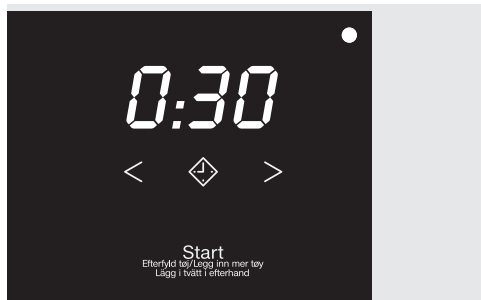 0:30
< >
Start
Efterfyld tøj/Legg inn mer tøy
Lägg i tvätt i efterhand